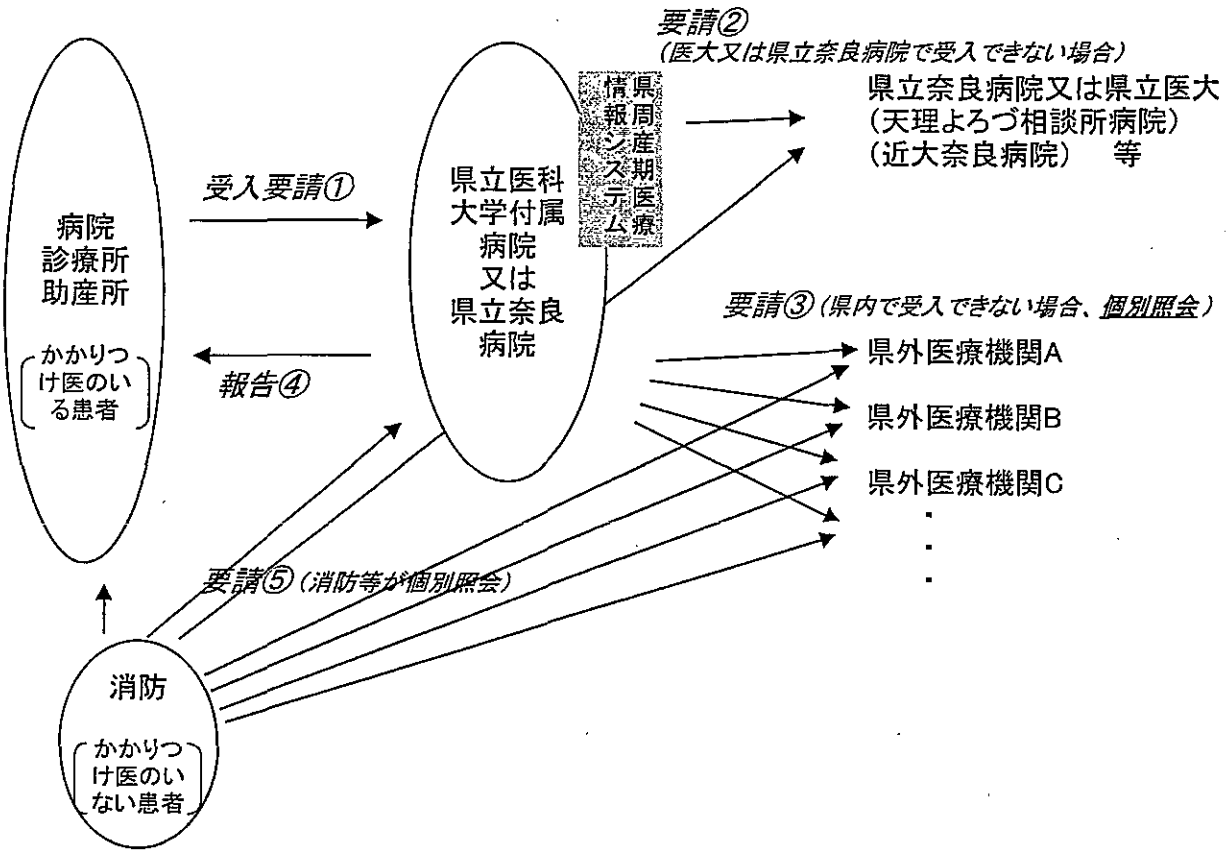 要請②
(医大又は県立奈良病院で受入できない場合)
県立奈良病院又は県立医大
(天理よろづ相談所病院)
(近大奈良病院)　等
県周産期医療
情報システム
受入要請①
県立医科
大学付属
病院
又は
県立奈良
病院
病院
診療所
助産所
かかりつ
け医のい
る患者
報告④
要請③(県内で受入できない場合、個別照会)
県外医療機関A
県外医療機関B
県外医療機関C
・
・
・
要請⑤(消防等が個別照会)
消防
かかりつ
け医のい
ない患者